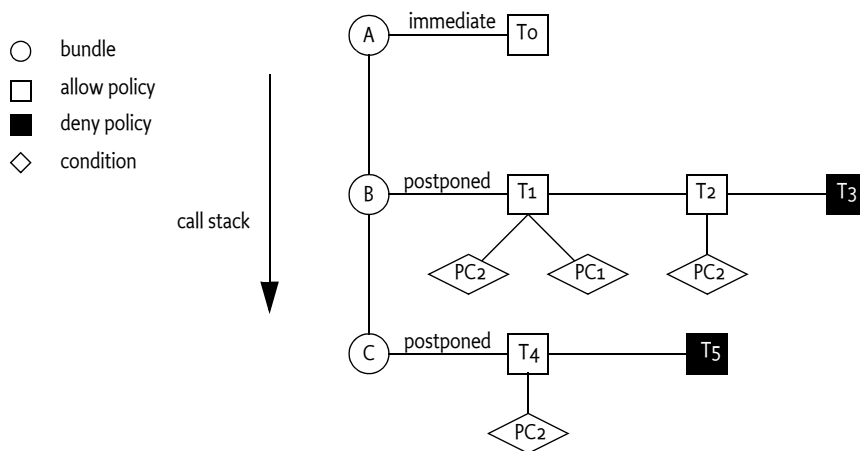 A immediate T0
bundle
allow policy
deny policy
condition
call stack
B postponed T1 T2 T3
PC2 PC1 PC2
C postponed T4 T5
PC2